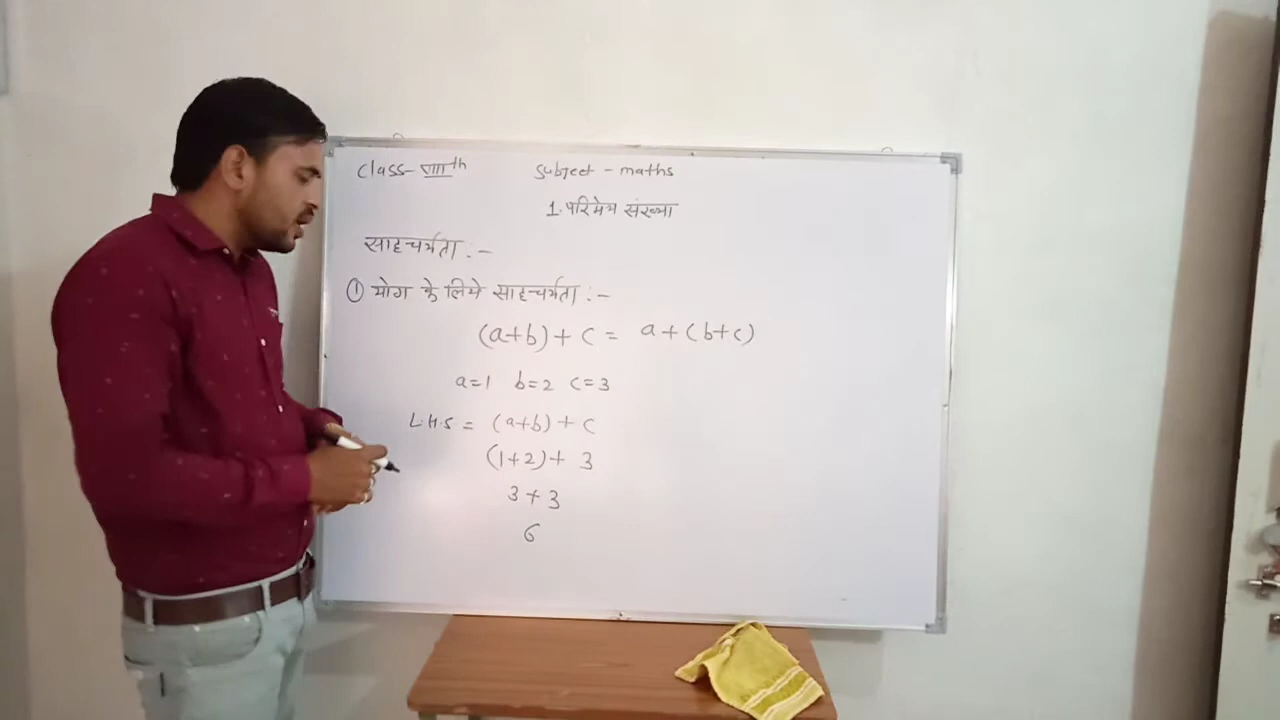 Class- VIIIth Subject - maths
1. परिमेय संख्या
साहचर्यता :-
① योग के लिये साहचर्यता :-
(a+b) + c = a + (b+c)
a=1 b=2 c=3
L.H.S = (a+b) + c
(1+2) + 3
3 + 3
6